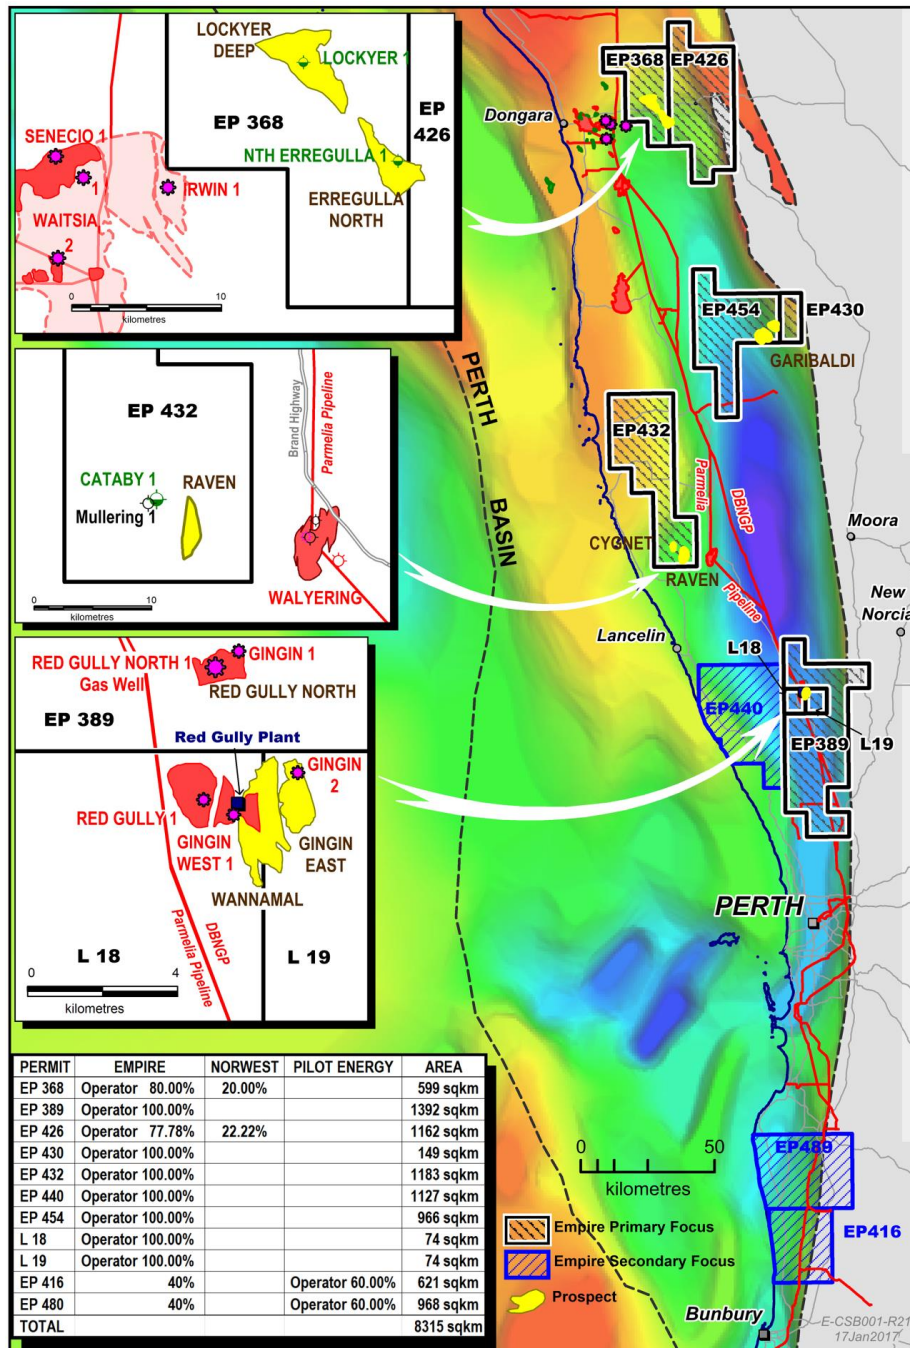 LOCKYER
DEEP
LOCKYER 1
EP 368
EP
426
SENECIO 1
NTH ERREGULLA 1
1
IRWIN 1
WAITSIA
2
ERREGULLA
NORTH
0 10
kilometres
EP 432
Brand Highway
Parmelia Pipeline
CATABY 1
RAVEN
Mullering 1
0 10
kilometres
WALYERING
RED GULLY NORTH 1
Gas Well
GINGIN 1
RED GULLY NORTH
EP 389
Red Gully Plant
GINGIN
2
RED GULLY 1
GINGIN
WEST 1
GINGIN
EAST
WANNAMAL
DBNGP
Parmelia Pipeline
L 18
L 19
0 4
kilometres
EP368
EP426
Dongara
EP454
EP430
GARIBALDI
PERTH
BASIN
EP432
Parmelia
DBNGP
Pipeline
CYGNET
RAVEN
Moora
New
Norcia
Lancelin
L18
EP440
EP389
L19
PERTH
0 50
kilometres
EP489
EP416
Empire Primary Focus
Empire Secondary Focus
Prospect
Bunbury
E-CSB001-R21
17Jan2017
PERMIT EMPIRE NORWEST PILOT ENERGY AREA
EP 368 Operator 80.00% 20.00% 599 sqkm
EP 389 Operator 100.00% 1392 sqkm
EP 426 Operator 77.78% 22.22% 1162 sqkm
EP 430 Operator 100.00% 149 sqkm
EP 432 Operator 100.00% 1183 sqkm
EP 440 Operator 100.00% 1127 sqkm
EP 454 Operator 100.00% 966 sqkm
L 18 Operator 100.00% 74 sqkm
L 19 Operator 100.00% 74 sqkm
EP 416 40% Operator 60.00% 621 sqkm
EP 480 40% Operator 60.00% 968 sqkm
TOTAL 8315 sqkm